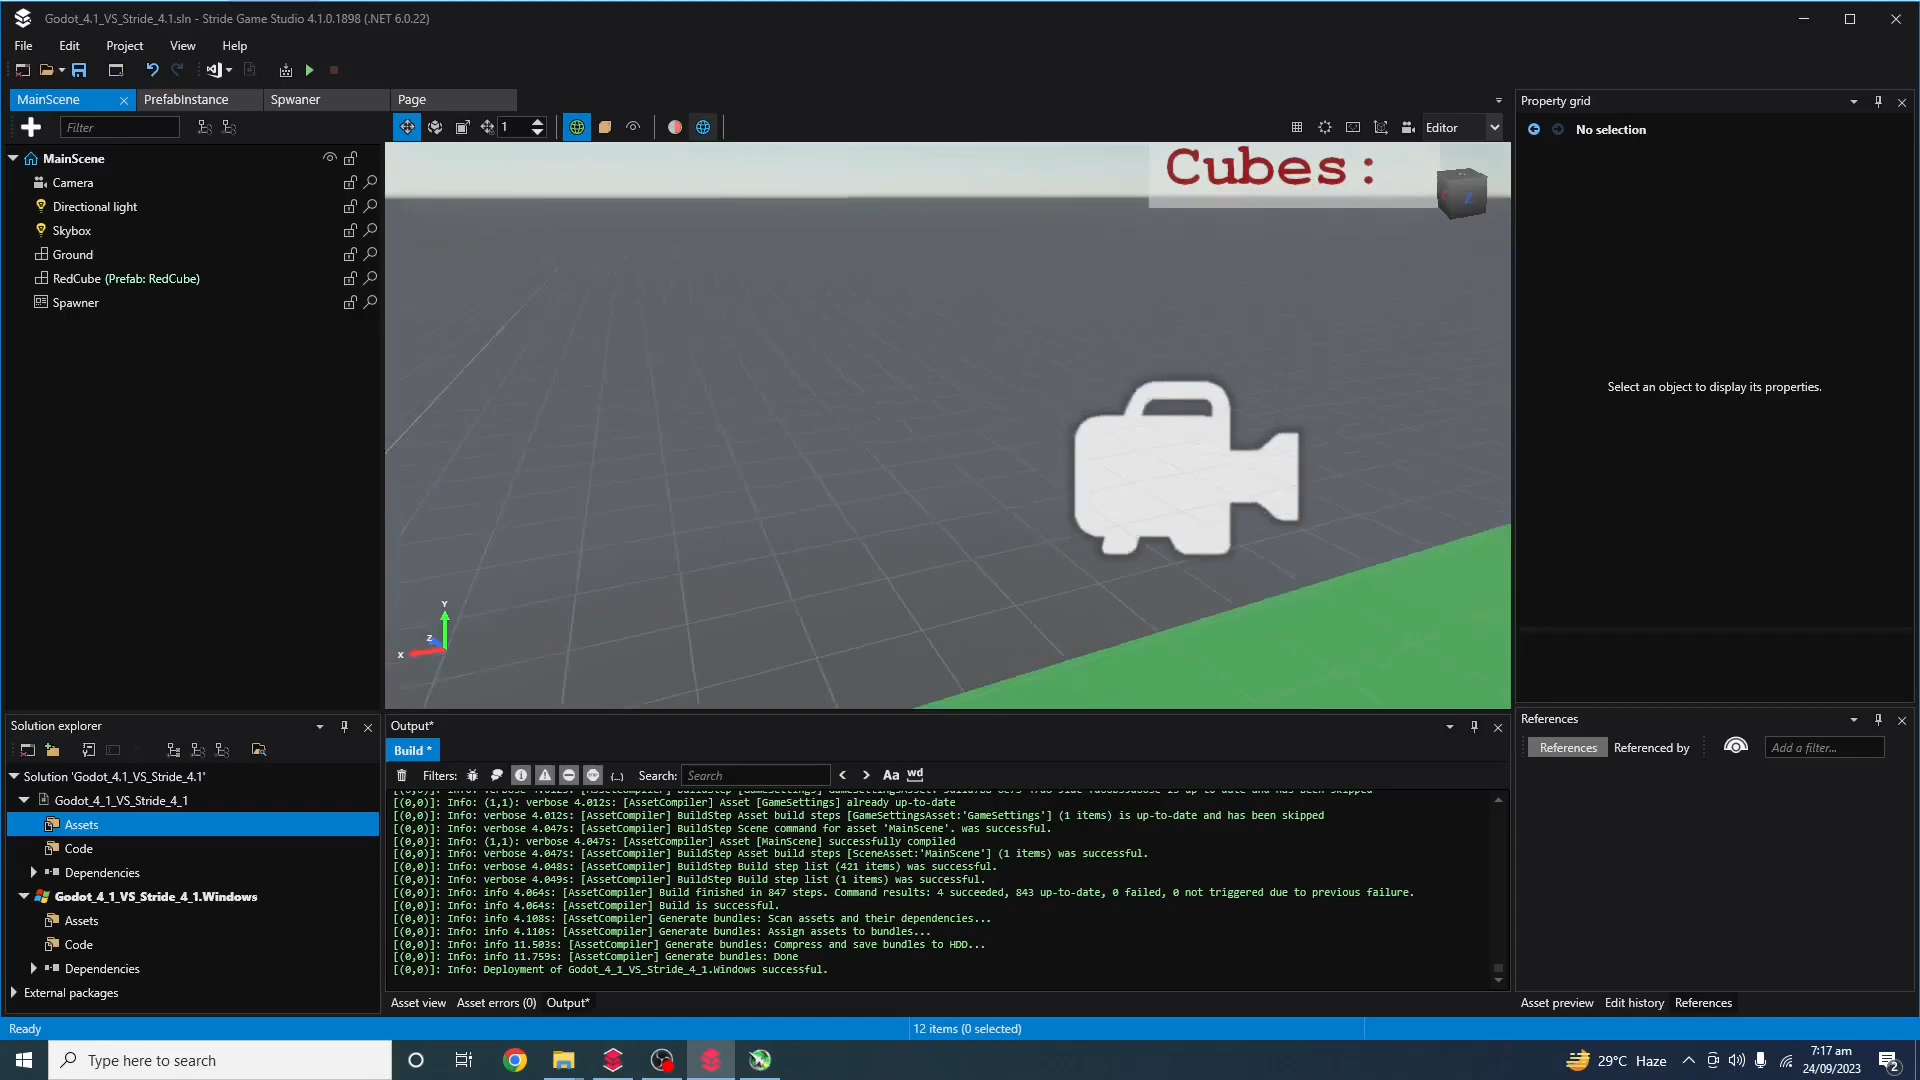 Godot_4.1_VS_Stride_4.1.sln - Stride Game Studio 4.1.0.1898 (.NET 6.0.22)
File Edit Project View Help
MainScene PrefabInstance Spwaner Page
Filter
1
Editor
MainScene
Camera
Directional light
Skybox
Ground
RedCube (Prefab: RedCube)
Spawner
Cubes:
Z
Y
Z
X
Property grid
No selection
Select an object to display its properties.
Solution explorer
Solution 'Godot_4.1_VS_Stride_4.1'
Godot_4_1_VS_Stride_4_1
Assets
Code
Dependencies
Godot_4_1_VS_Stride_4_1.Windows
Assets
Code
Dependencies
External packages
Output*
Build *
Filters: {..} Search: Search Aa wd
[(0,0)]: Info: (1,1): verbose 4.012s: [AssetCompiler] Asset [GameSettings] already up-to-date
[(0,0)]: Info: verbose 4.012s: [AssetCompiler] BuildStep Asset build steps [GameSettingsAsset:'GameSettings'] (1 items) is up-to-date and has been skipped
[(0,0)]: Info: verbose 4.047s: [AssetCompiler] BuildStep Scene command for asset 'MainScene'. was successful.
[(0,0)]: Info: (1,1): verbose 4.047s: [AssetCompiler] Asset [MainScene] successfully compiled
[(0,0)]: Info: verbose 4.047s: [AssetCompiler] BuildStep Asset build steps [SceneAsset:'MainScene'] (1 items) was successful.
[(0,0)]: Info: verbose 4.048s: [AssetCompiler] BuildStep Build step list (421 items) was successful.
[(0,0)]: Info: verbose 4.049s: [AssetCompiler] BuildStep Build step list (1 items) was successful.
[(0,0)]: Info: info 4.064s: [AssetCompiler] Build finished in 847 steps. Command results: 4 succeeded, 843 up-to-date, 0 failed, 0 not triggered due to previous failure.
[(0,0)]: Info: info 4.064s: [AssetCompiler] Build is successful.
[(0,0)]: Info: info 4.108s: [AssetCompiler] Generate bundles: Scan assets and their dependencies...
[(0,0)]: Info: info 4.110s: [AssetCompiler] Generate bundles: Assign assets to bundles...
[(0,0)]: Info: info 11.503s: [AssetCompiler] Generate bundles: Compress and save bundles to HDD...
[(0,0)]: Info: info 11.759s: [AssetCompiler] Generate bundles: Done
[(0,0)]: Info: Deployment of Godot_4_1_VS_Stride_4_1.Windows successful.
Asset view Asset errors (0) Output*
References
References Referenced by Add a filter...
Asset preview Edit history References
Ready 12 items (0 selected)
Type here to search
29°C Haze
7:17 am
24/09/2023
2